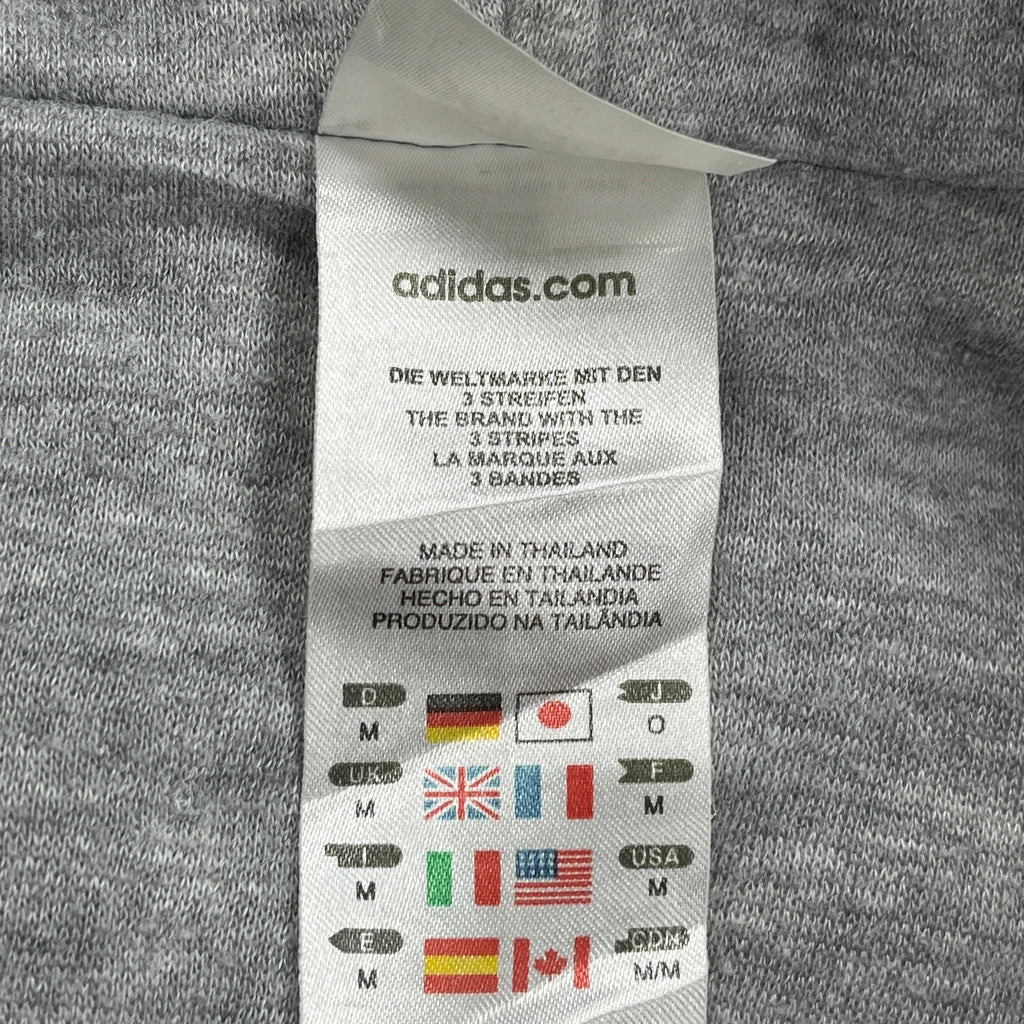 adidas.com
DIE WELTMARKE MIT DEN
3 STREIFEN
THE BRAND WITH THE
3 STRIPES
LA MARQUE AUX
3 BANDES
MADE IN THAILAND
FABRIQUE EN THAILANDE
HECHO EN TAILANDIA
PRODUZIDO NA TAILÂNDIA
D J
M O
UK F
M M
I USA
M M
E CDN
M M/M